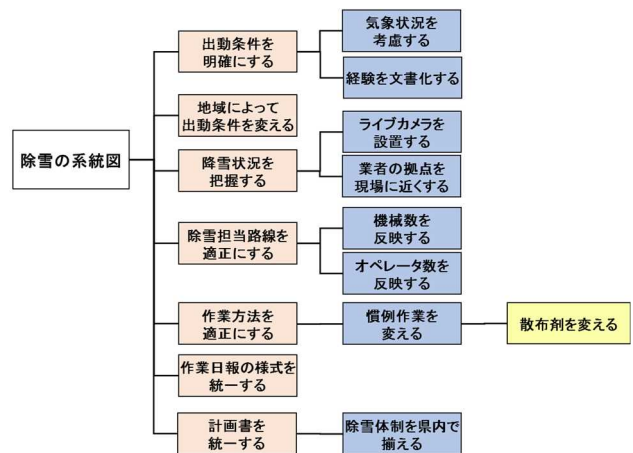 除雪の系統図
出動条件を
明確にする
気象状況を
考慮する
経験を文書化する
地域によって
出動条件を変える
降雪状況を
把握する
ライブカメラを
設置する
業者の拠点を
現場に近くする
除雪担当路線を
適正にする
機械数を
反映する
オペレータ数を
反映する
作業方法を
適正にする
慣例作業を
変える
散布剤を変える
作業日報の様式を
統一する
計画書を
統一する
除雪体制を県内で
揃える